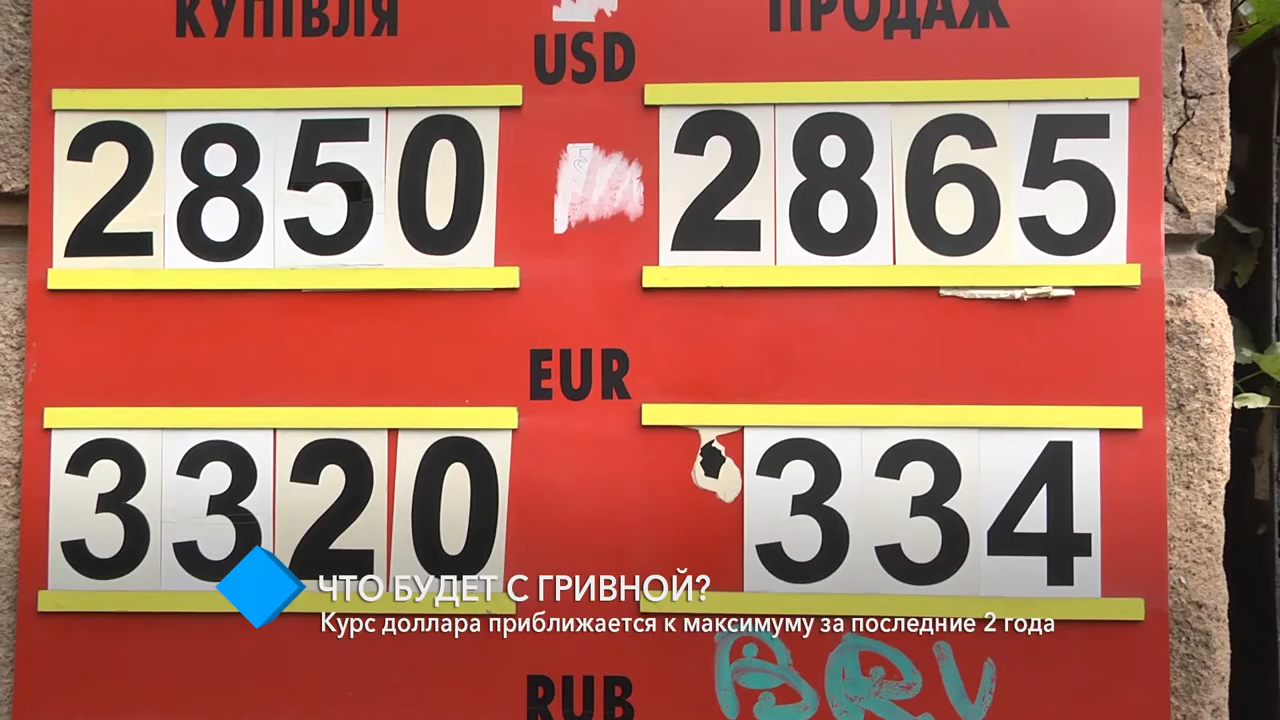 КУПІВЛЯ ПРОДАЖ
USD
2850 2865
EUR
3320 334
ЧТО БУДЕТ С ГРИВНОЙ?
Курс доллара приближается к максимуму за последние 2 года
RUB